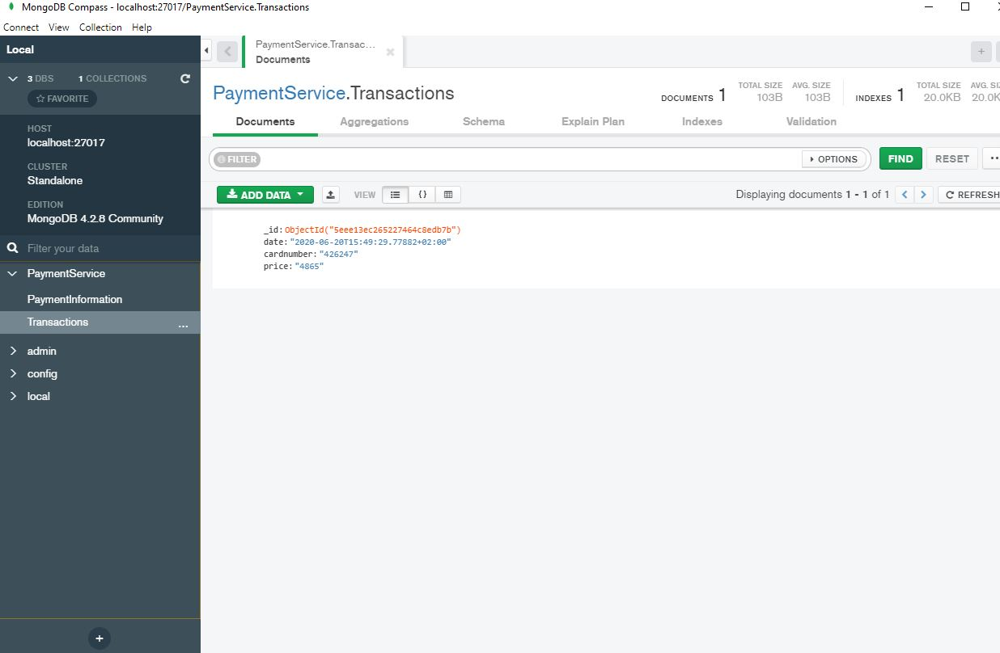 MongoDB Compass - localhost:27017/PaymentService.Transactions
Connect View Collection Help
Local
3 DBS 1 COLLECTIONS
FAVORITE
HOST
localhost:27017
CLUSTER
Standalone
EDITION
MongoDB 4.2.8 Community
Filter your data
PaymentService
PaymentInformation
Transactions ...
admin
config
local
PaymentService.Transac...
Documents
PaymentService.Transactions
DOCUMENTS 1 TOTAL SIZE 103B AVG. SIZE 103B INDEXES 1 TOTAL SIZE 20.0KB AVG. SI 20.0K
Documents Aggregations Schema Explain Plan Indexes Validation
FILTER OPTIONS FIND RESET
ADD DATA VIEW {} Displaying documents 1 - 1 of 1 REFRESH
_id: ObjectId("5eee13ec265227464c8edb7b")
date: "2020-06-20T15:49:29.77882+02:00"
cardnumber: "426247"
price: "4865"